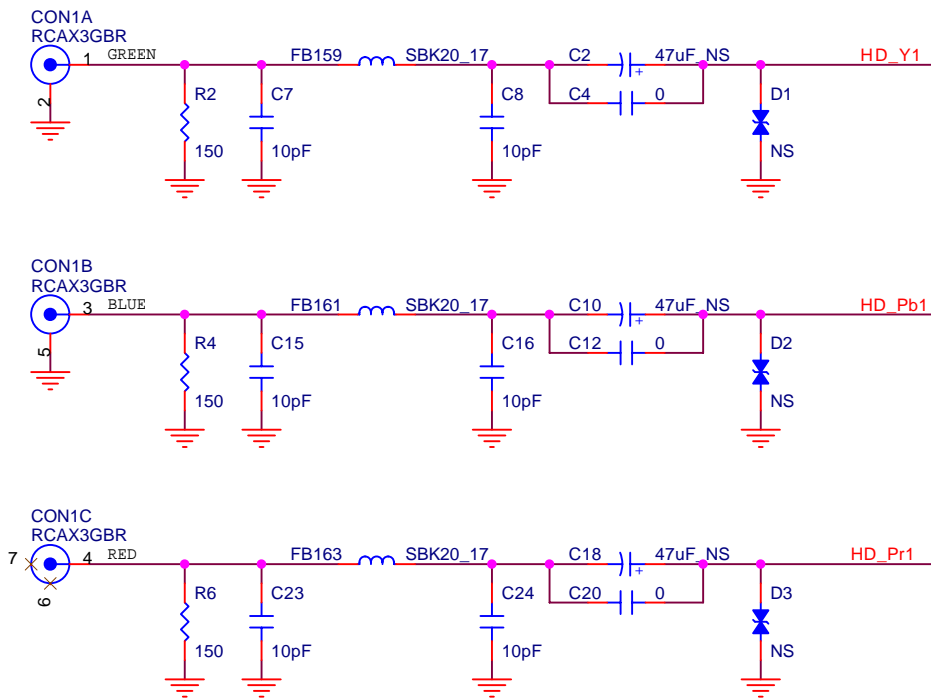 CON1A
RCAX3GBR
1 GREEN FB159 SBK20_17 C2 47uF_NS HD_Y1
2 R2 C7 C8 C4 0 D1
150 10pF 10pF NS
CON1B
RCAX3GBR
3 BLUE FB161 SBK20_17 C10 47uF_NS HD_Pb1
5 R4 C15 C16 C12 0 D2
150 10pF 10pF NS
CON1C
RCAX3GBR
7 4 RED FB163 SBK20_17 C18 47uF_NS HD_Pr1
6 R6 C23 C24 C20 0 D3
150 10pF 10pF NS